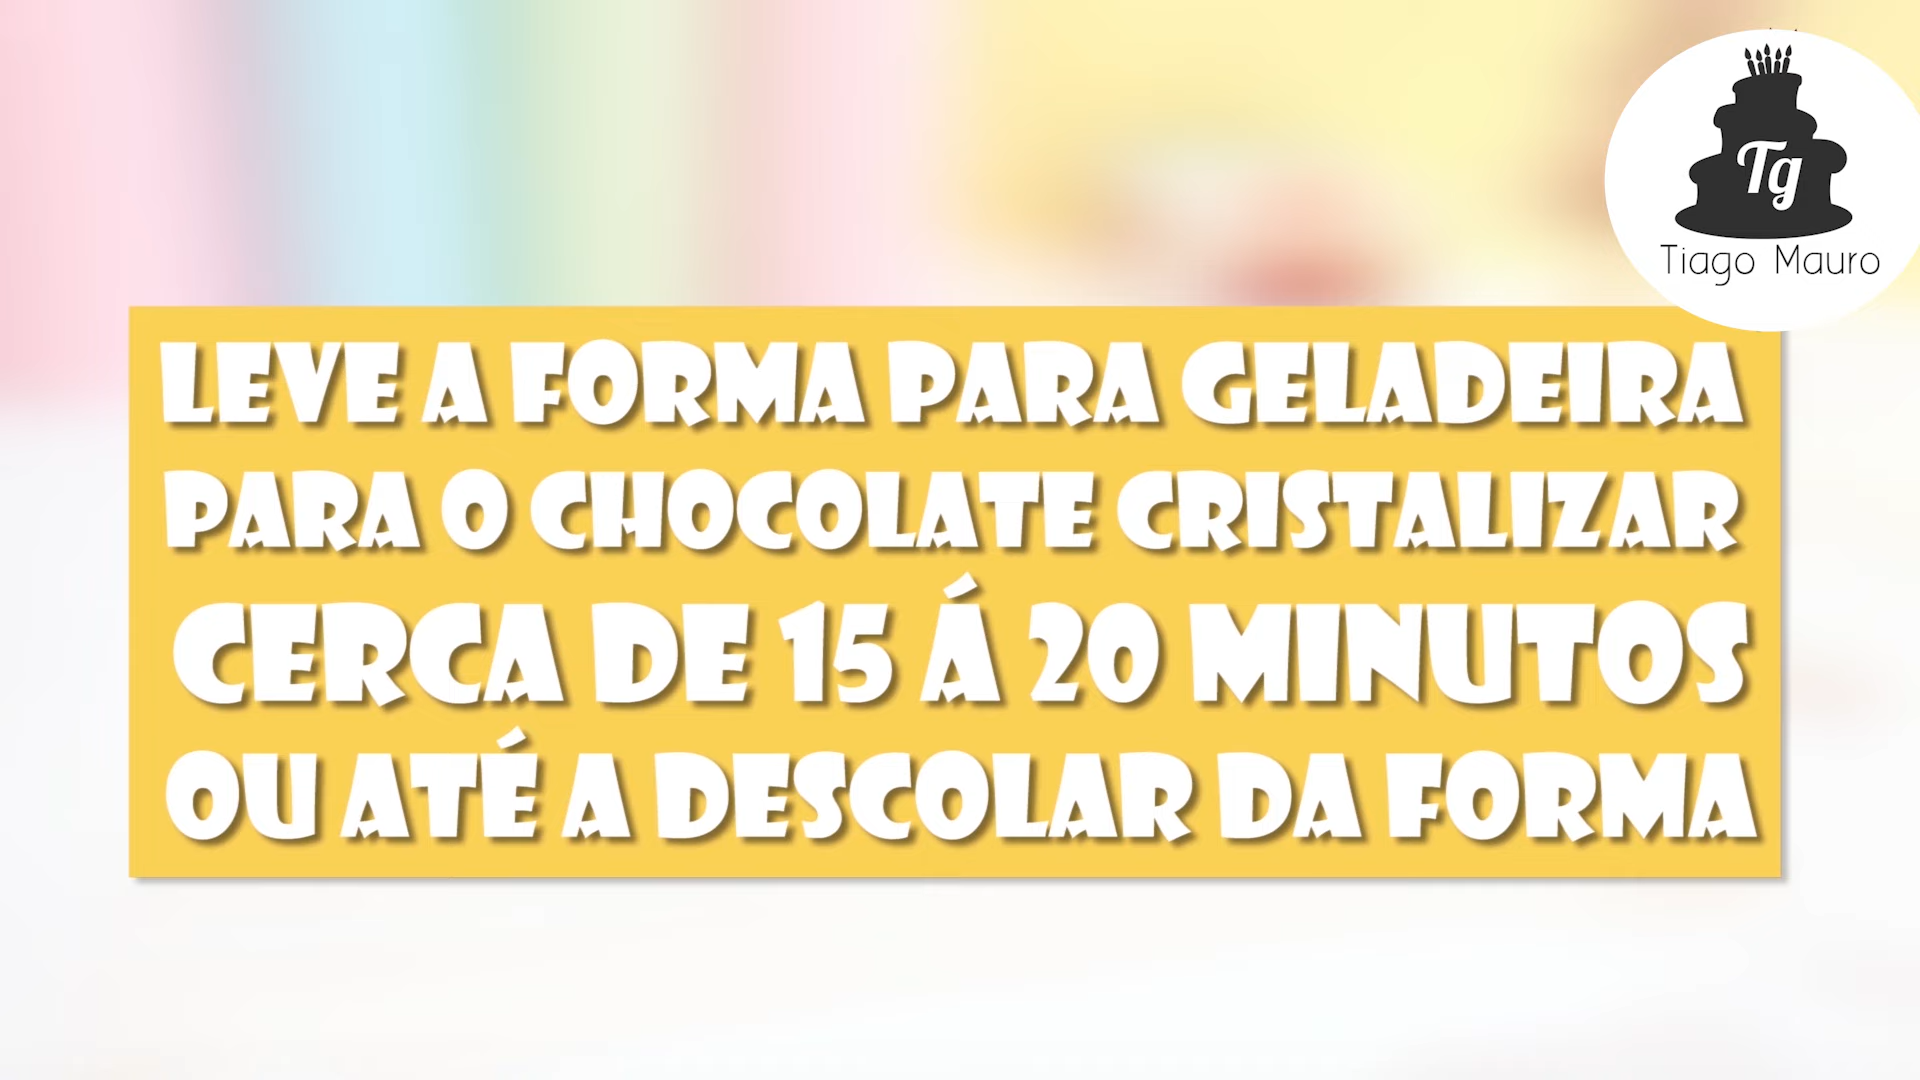 Tg
Tiago Mauro
LEVE A FORMA PARA GELADEIRA
PARA O CHOCOLATE CRISTALIZAR
CERCA DE 15 Á 20 MINUTOS
OU ATÉ A DESCOLAR DA FORMA